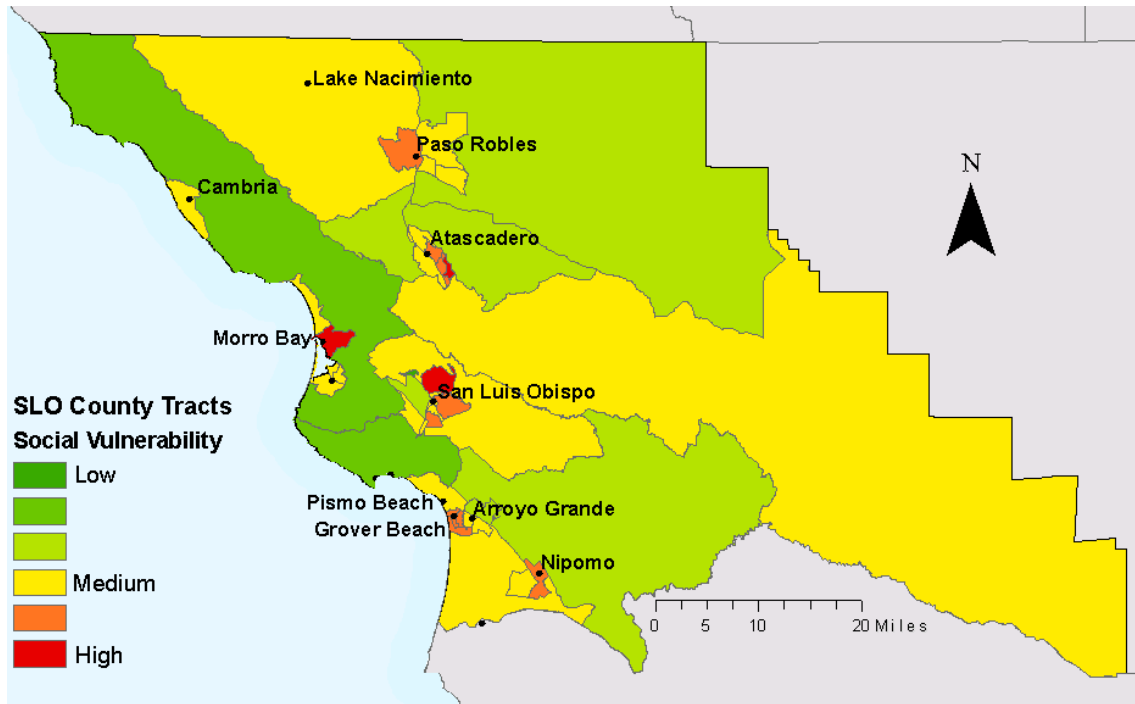 Lake Nacimiento
Paso Robles
N
Cambria
Atascadero
Morro Bay
San Luis Obispo
SLO County Tracts
Social Vulnerability
Low
Medium
High
Pismo Beach
Arroyo Grande
Grover Beach
Nipomo
0 5 10 20 Miles